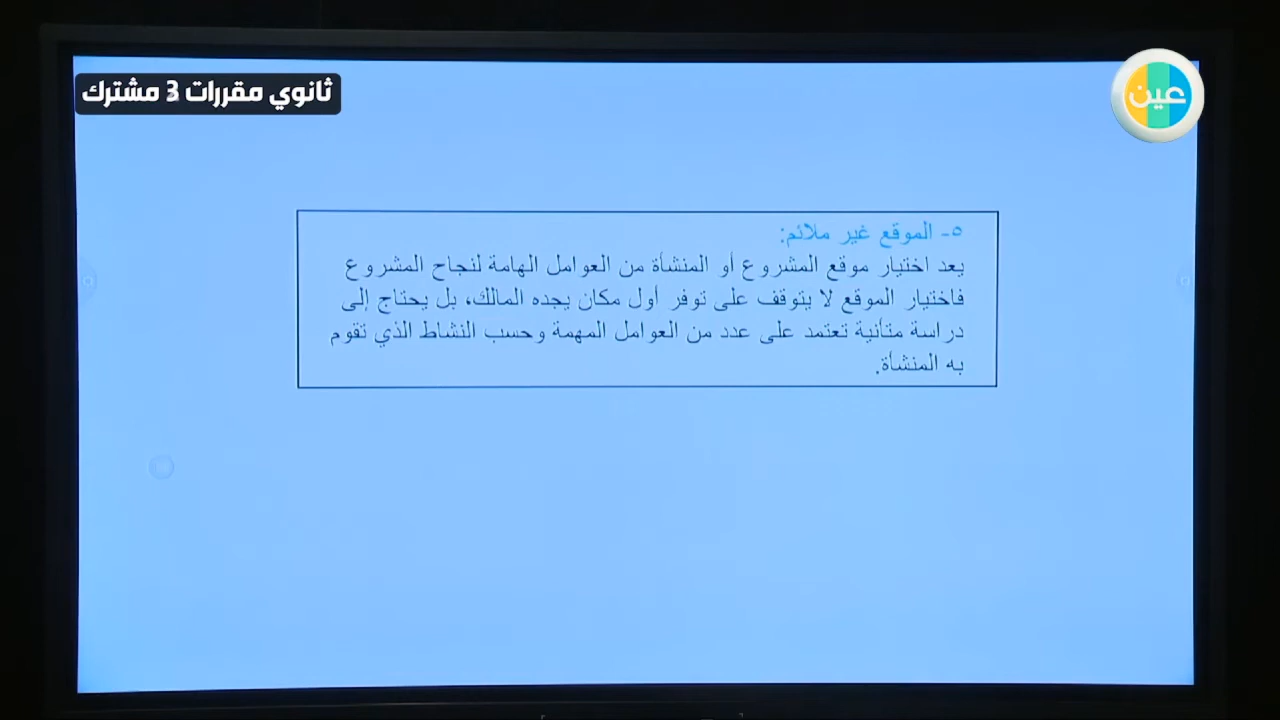 ثانوي مقررات 3 مشترك
عين
٥- الموقع غير ملائم:
يعد اختيار موقع المشروع أو المنشأة من العوامل الهامة لنجاح المشروع
فاختيار الموقع لا يتوقف على توفر أول مكان يجده المالك، بل يحتاج إلى
دراسة متأنية تعتمد على عدد من العوامل المهمة وحسب النشاط الذي تقوم
به المنشأة.